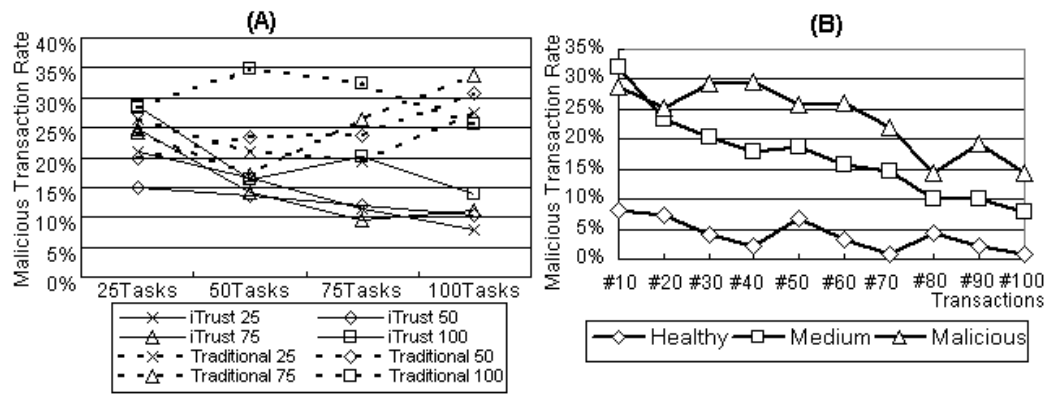 (A)
Malicious Transaction Rate
40%
35%
30%
25%
20%
15%
10%
5%
0%
25Tasks 50Tasks 75Tasks 100Tasks
iTrust 25 iTrust 50
iTrust 75 iTrust 100
Traditional 25 Traditional 50
Traditional 75 Traditional 100
(B)
Malicious Transaction Rate
35%
30%
25%
20%
15%
10%
5%
0%
#10 #20 #30 #40 #50 #60 #70 #80 #90 #100
Transactions
Healthy Medium Malicious